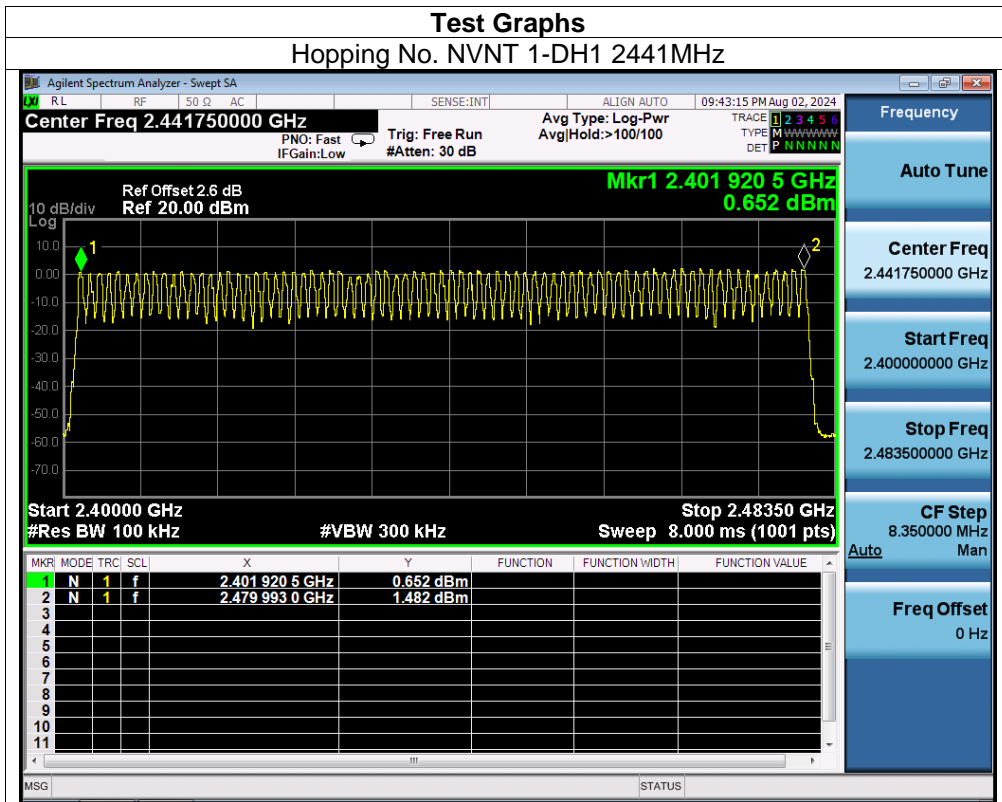 Test Graphs
Hopping No. NVNT 1-DH1 2441MHz
Agilent Spectrum Analyzer - Swept SA
LXI RL RF 50 Ω AC SENSE:INT ALIGN AUTO 09:43:15 PM Aug 02, 2024
Center Freq 2.441750000 GHz
PNO: Fast
IFGain:Low
Trig: Free Run
#Atten: 30 dB
Avg Type: Log-Pwr
Avg|Hold:>100/100
TRACE 1 2 3 4 5 6
TYPE M WWWWW
DET P N N N N N
Ref Offset 2.6 dB
10 dB/div Ref 20.00 dBm
Log
Mkr1 2.401 920 5 GHz
0.652 dBm
10.0
0.00
-10.0
-20.0
-30.0
-40.0
-50.0
-60.0
-70.0
1
2
Start 2.40000 GHz Stop 2.48350 GHz
#Res BW 100 kHz #VBW 300 kHz Sweep 8.000 ms (1001 pts)
MKR MODE TRC SCL X Y FUNCTION FUNCTION WIDTH FUNCTION VALUE
1 N 1 f 2.401 920 5 GHz 0.652 dBm
2 N 1 f 2.479 993 0 GHz 1.482 dBm
3
4
5
6
7
8
9
10
11
MSG STATUS
Frequency
Auto Tune
Center Freq
2.441750000 GHz
Start Freq
2.400000000 GHz
Stop Freq
2.483500000 GHz
CF Step
8.350000 MHz
Auto Man
Freq Offset
0 Hz